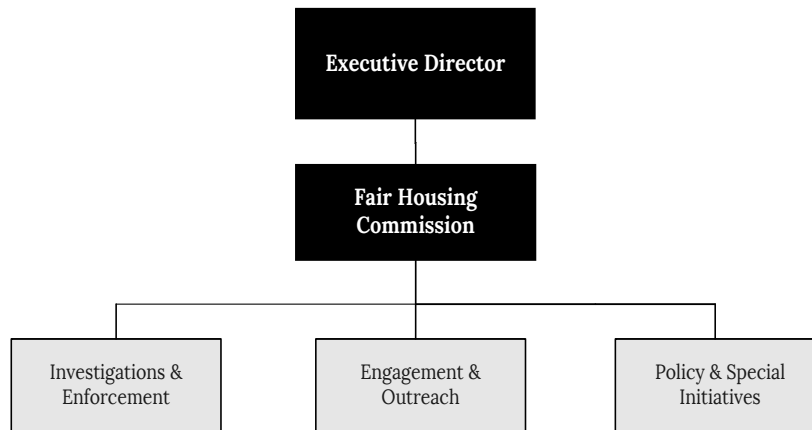 Executive Director
Fair Housing
Commission
Investigations &
Enforcement
Engagement &
Outreach
Policy & Special
Initiatives